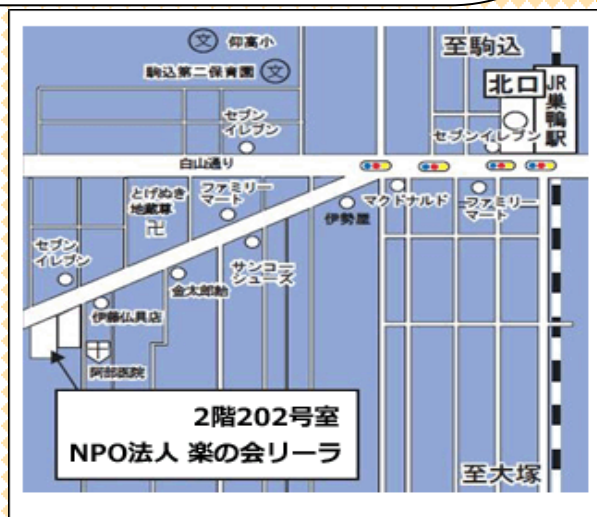 文 仰高小
駒込第二保育園 文
至駒込
北口
JR巣鴨駅
セブン
イレブン
セブンイレブン
白山通り
とげぬき
地蔵尊
卍
ファミリー
マート
伊勢屋
マクドナルド
ファミリー
マート
セブン
イレブン
サンコー
シューズ
金太郎飴
伊藤仏具店
阿部医院
2階202号室
NPO法人 楽の会リーラ
至大塚